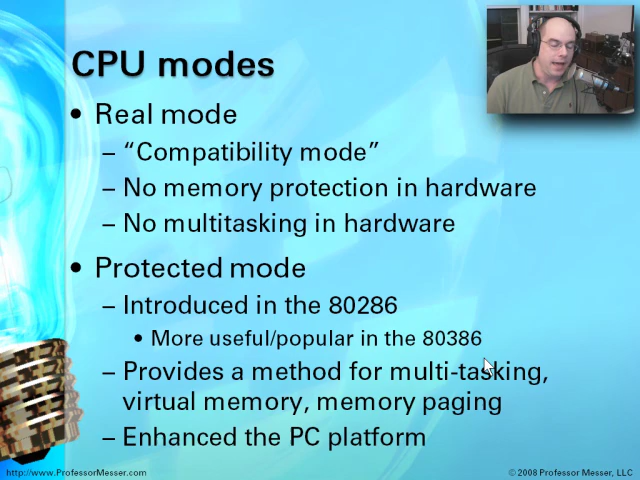 CPU modes
• Real mode
– “Compatibility mode”
– No memory protection in hardware
– No multitasking in hardware
• Protected mode
– Introduced in the 80286
• More useful/popular in the 80386
– Provides a method for multi-tasking,
virtual memory, memory paging
– Enhanced the PC platform
http://www.ProfessorMesser.com
© 2008 Professor Messer, LLC